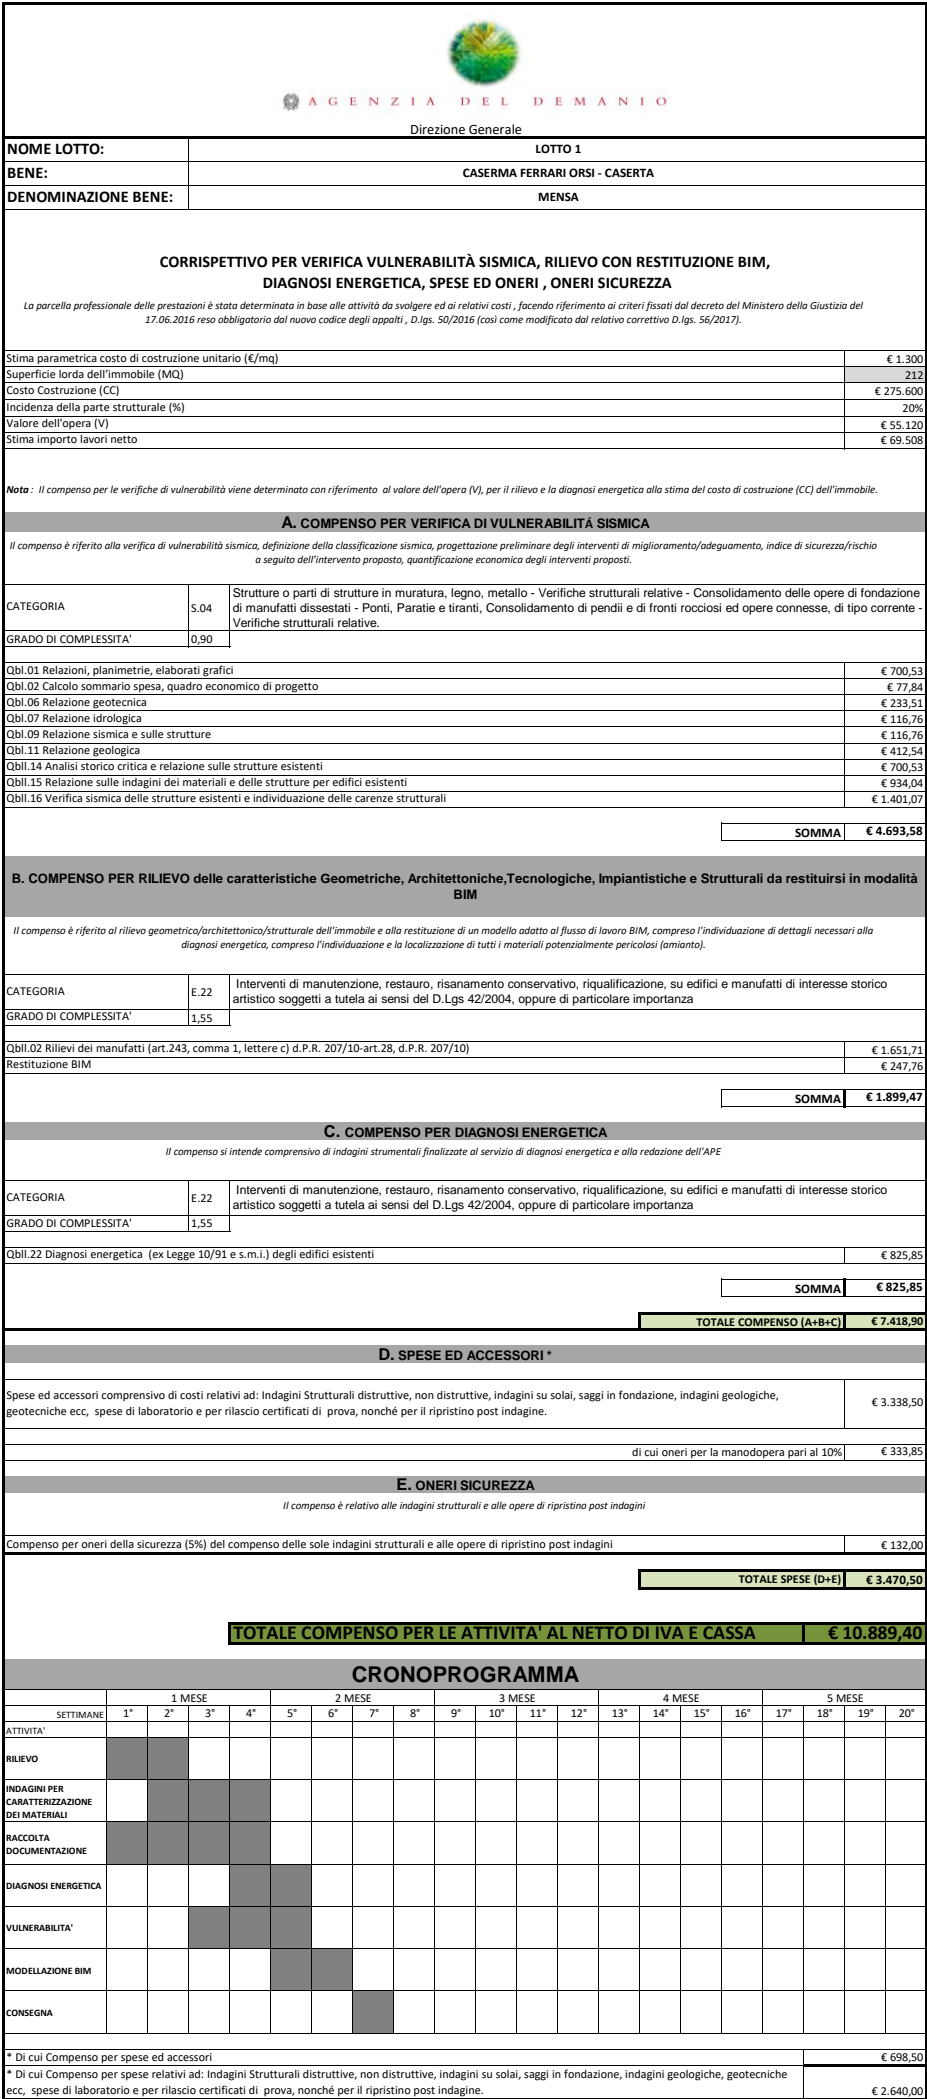 AGENZIA DEL DEMANIO
Direzione Generale
NOME LOTTO: LOTTO 1
BENE: CASERMA FERRARI ORSI - CASERTA
DENOMINAZIONE BENE: MENSA
CORRISPETTIVO PER VERIFICA VULNERABILITÀ SISMICA, RILIEVO CON RESTITUZIONE BIM,
DIAGNOSI ENERGETICA, SPESE ED ONERI , ONERI SICUREZZA
La parcella professionale delle prestazioni è stata determinata in base alle attività da svolgere ed ai relativi costi , facendo riferimento ai criteri fissati dal decreto del Ministero della Giustizia del
17.06.2016 reso obbligatorio dal nuovo codice degli appalti , D.lgs. 50/2016 (così come modificato dal relativo correttivo D.lgs. 56/2017).
Stima parametrica costo di costruzione unitario (€/mq) € 1.300
Superficie lorda dell'immobile (MQ) 212
Costo Costruzione (CC) € 275.600
Incidenza della parte strutturale (%) 20%
Valore dell'opera (V) € 55.120
Stima importo lavori netto € 69.508
Nota : Il compenso per le verifiche di vulnerabilità viene determinato con riferimento al valore dell'opera (V), per il rilievo e la diagnosi energetica alla stima del costo di costruzione (CC) dell'immobile.
A. COMPENSO PER VERIFICA DI VULNERABILITÁ SISMICA
Il compenso è riferito alla verifica di vulnerabilità sismica, definizione della classificazione sismica, progettazione preliminare degli interventi di miglioramento/adeguamento, indice di sicurezza/rischio
a seguito dell'intervento proposto, quantificazione economica degli interventi proposti.
CATEGORIA S.04 Strutture o parti di strutture in muratura, legno, metallo - Verifiche strutturali relative - Consolidamento delle opere di fondazione
di manufatti dissestati - Ponti, Paratie e tiranti, Consolidamento di pendii e di fronti rocciosi ed opere connesse, di tipo corrente -
Verifiche strutturali relative.
GRADO DI COMPLESSITA' 0,90
QbI.01 Relazioni, planimetrie, elaborati grafici € 700,53
QbI.02 Calcolo sommario spesa, quadro economico di progetto € 77,84
QbI.06 Relazione geotecnica € 233,51
QbI.07 Relazione idrologica € 116,76
QbI.09 Relazione sismica e sulle strutture € 116,76
QbI.11 Relazione geologica € 412,54
QbII.14 Analisi storico critica e relazione sulle strutture esistenti € 700,53
QbII.15 Relazione sulle indagini dei materiali e delle strutture per edifici esistenti € 934,04
QbII.16 Verifica sismica delle strutture esistenti e individuazione delle carenze strutturali € 1.401,07
SOMMA € 4.693,58
B. COMPENSO PER RILIEVO delle caratteristiche Geometriche, Architettoniche,Tecnologiche, Impiantistiche e Strutturali da restituirsi in modalità
BIM
Il compenso è riferito al rilievo geometrico/architettonico/strutturale dell'immobile e alla restituzione di un modello adatto al flusso di lavoro BIM, compreso l'individuazione di dettagli necessari alla
diagnosi energetica, compreso l'individuazione e la localizzazione di tutti i materiali potenzialmente pericolosi (amianto).
CATEGORIA E.22 Interventi di manutenzione, restauro, risanamento conservativo, riqualificazione, su edifici e manufatti di interesse storico
artistico soggetti a tutela ai sensi del D.Lgs 42/2004, oppure di particolare importanza
GRADO DI COMPLESSITA' 1,55
QbII.02 Rilievi dei manufatti (art.243, comma 1, lettere c) d.P.R. 207/10-art.28, d.P.R. 207/10) € 1.651,71
Restituzione BIM € 247,76
SOMMA € 1.899,47
C. COMPENSO PER DIAGNOSI ENERGETICA
Il compenso si intende comprensivo di indagini strumentali finalizzate al servizio di diagnosi energetica e alla redazione dell'APE
CATEGORIA E.22 Interventi di manutenzione, restauro, risanamento conservativo, riqualificazione, su edifici e manufatti di interesse storico
artistico soggetti a tutela ai sensi del D.Lgs 42/2004, oppure di particolare importanza
GRADO DI COMPLESSITA' 1,55
QbII.22 Diagnosi energetica (ex Legge 10/91 e s.m.i.) degli edifici esistenti € 825,85
SOMMA € 825,85
TOTALE COMPENSO (A+B+C) € 7.418,90
D. SPESE ED ACCESSORI *
Spese ed accessori comprensivo di costi relativi ad: Indagini Strutturali distruttive, non distruttive, indagini su solai, saggi in fondazione, indagini geologiche,
geotecniche ecc, spese di laboratorio e per rilascio certificati di prova, nonché per il ripristino post indagine. € 3.338,50
di cui oneri per la manodopera pari al 10% € 333,85
E. ONERI SICUREZZA
Il compenso è relativo alle indagini strutturali e alle opere di ripristino post indagini
Compenso per oneri della sicurezza (5%) del compenso delle sole indagini strutturali e alle opere di ripristino post indagini € 132,00
TOTALE SPESE (D+E) € 3.470,50
TOTALE COMPENSO PER LE ATTIVITA' AL NETTO DI IVA E CASSA € 10.889,40
CRONOPROGRAMMA
1 MESE 2 MESE 3 MESE 4 MESE 5 MESE
SETTIMANE 1° 2° 3° 4° 5° 6° 7° 8° 9° 10° 11° 12° 13° 14° 15° 16° 17° 18° 19° 20°
ATTIVITA'
RILIEVO
INDAGINI PER
CARATTERIZZAZIONE
DEI MATERIALI
RACCOLTA
DOCUMENTAZIONE
DIAGNOSI ENERGETICA
VULNERABILITA'
MODELLAZIONE BIM
CONSEGNA
* Di cui Compenso per spese ed accessori € 698,50
* Di cui Compenso per spese relativi ad: Indagini Strutturali distruttive, non distruttive, indagini su solai, saggi in fondazione, indagini geologiche, geotecniche
ecc, spese di laboratorio e per rilascio certificati di prova, nonché per il ripristino post indagine. € 2.640,00